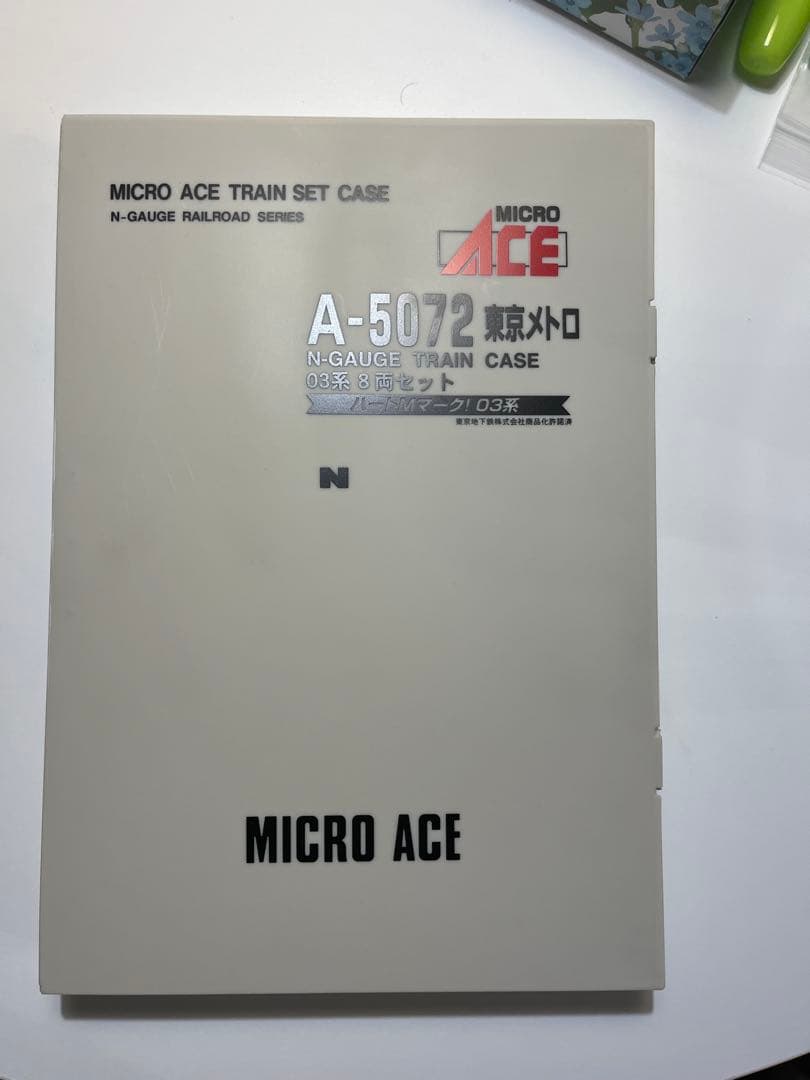 MICRO ACE TRAIN SET CASE
N-GAUGE RAILROAD SERIES
MICRO
ACE
A-5072 東京メトロ
N-GAUGE TRAIN CASE
03系 8両セット
ハートMマーク! 03系
東京地下鉄株式会社商品化許諾済
N
MICRO ACE